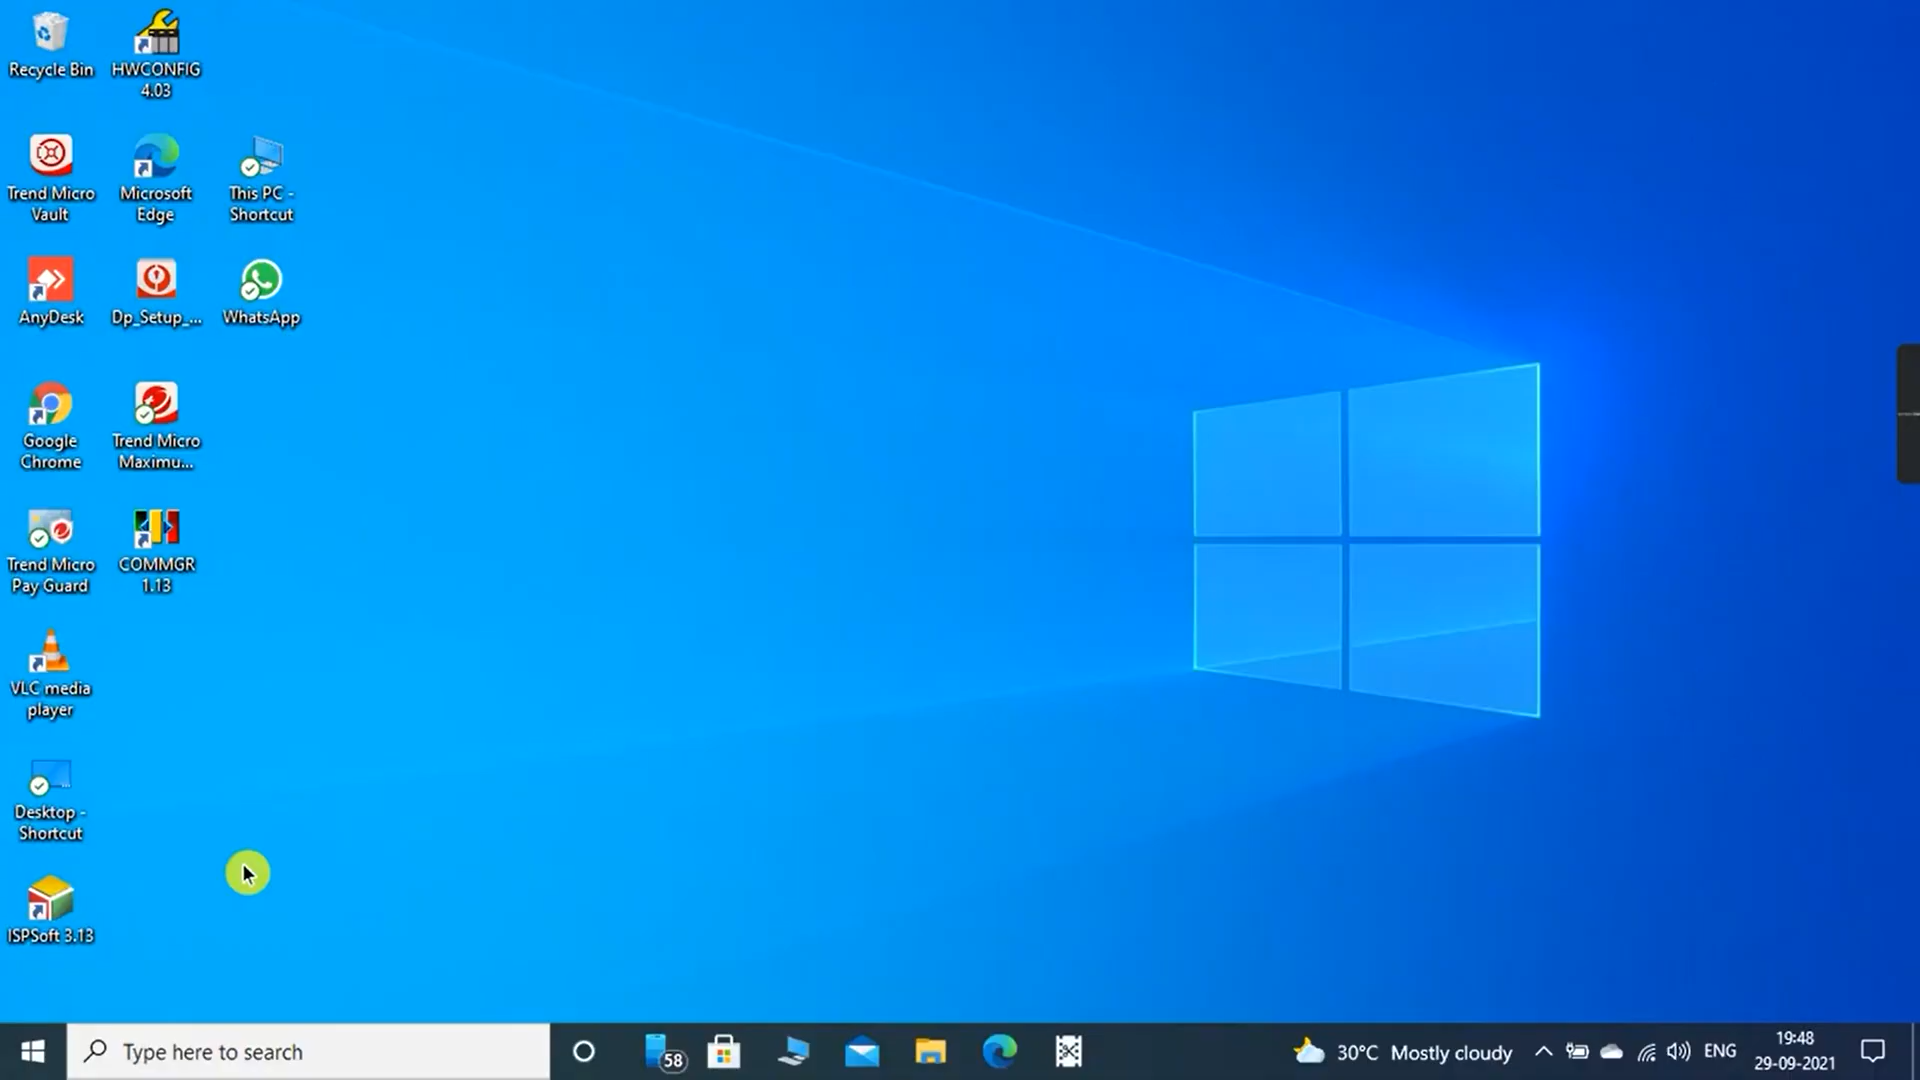 Recycle Bin
HWCONFIG
4.03
Trend Micro
Vault
Microsoft
Edge
This PC -
Shortcut
AnyDesk
Dp_Setup_...
WhatsApp
Google
Chrome
Trend Micro
Maximu...
Trend Micro
Pay Guard
COMMGR
1.13
VLC media
player
Desktop -
Shortcut
ISPSoft 3.13
Type here to search
58
30°C Mostly cloudy
ENG
19:48
29-09-2021